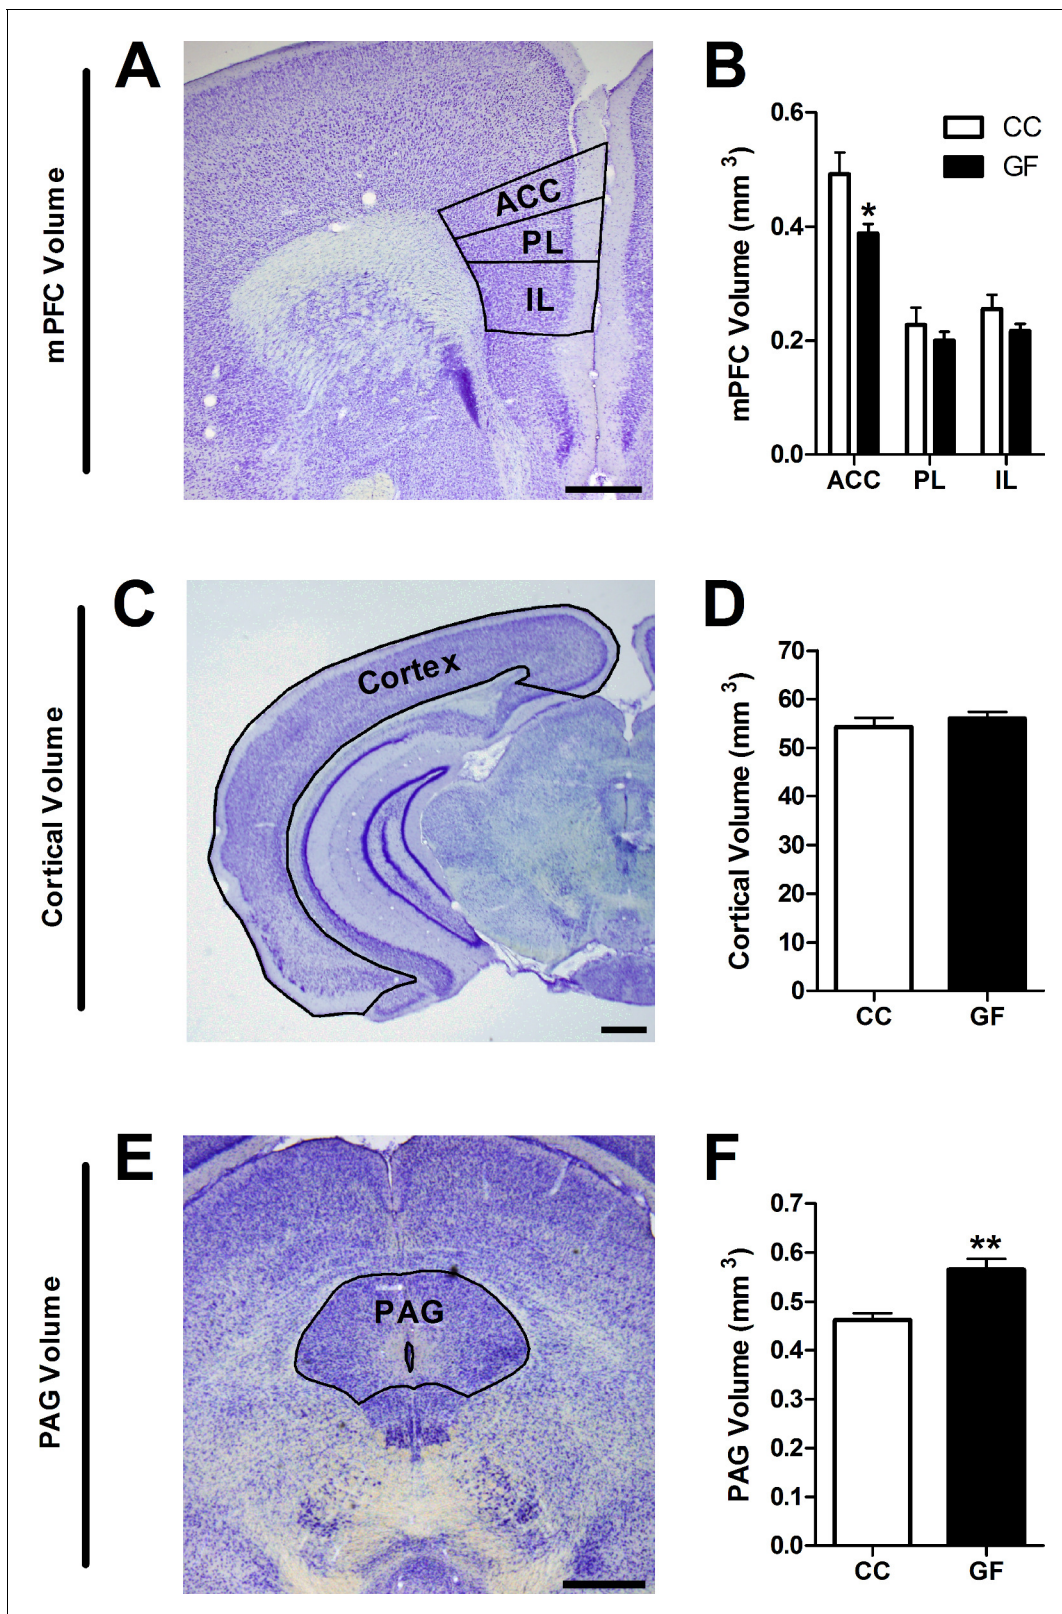 mPFC Volume
A
ACC
PL
IL
B
mPFC Volume (mm 3)
0.6
0.4
0.2
0.0
CC
GF
*
ACC PL IL
Cortical Volume
C
Cortex
D
Cortical Volume (mm 3)
70
60
50
40
30
20
10
0
CC GF
PAG Volume
E
PAG
F
PAG Volume (mm 3)
0.7
0.6
0.5
0.4
0.3
0.2
0.1
0.0
**
CC GF